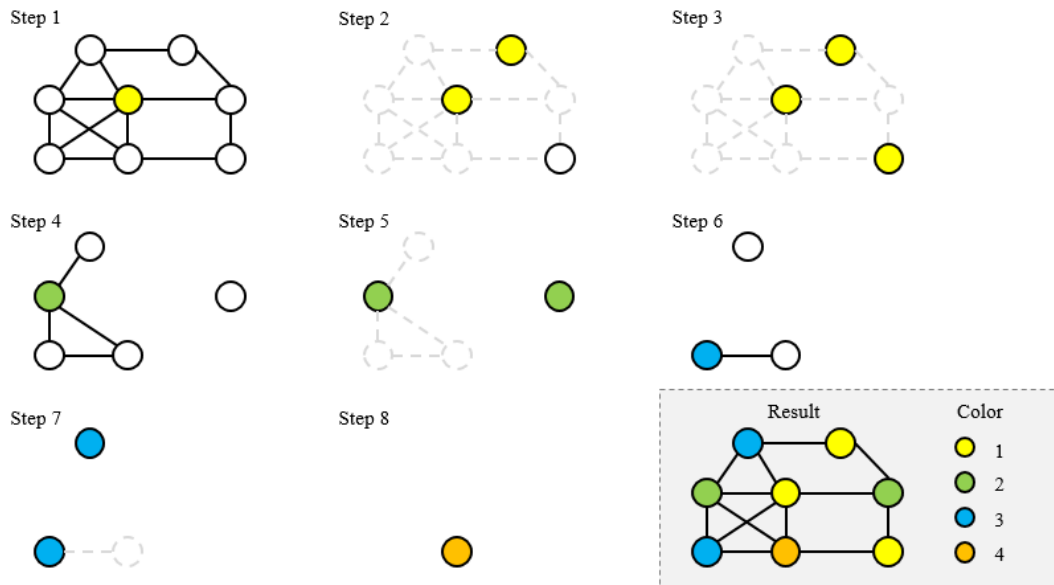 Step 1
Step 2
Step 3
Step 4
Step 5
Step 6
Step 7
Step 8
Result
Color
1
2
3
4